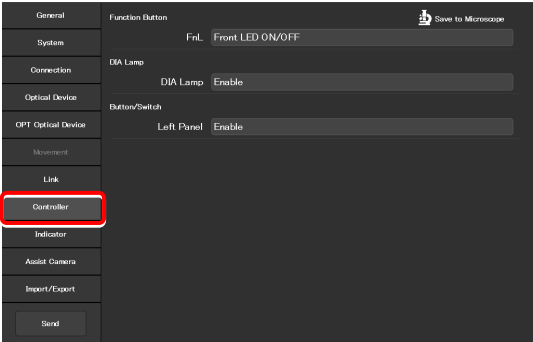 General
System
Connection
Optical Device
OPT Optical Device
Movement
Link
Controller
Indicator
Assist Camera
Import/Export
Send
Function Button
Save to Microscope
FnL Front LED ON/OFF
DIA Lamp
DIA Lamp Enable
Button/Switch
Left Panel Enable